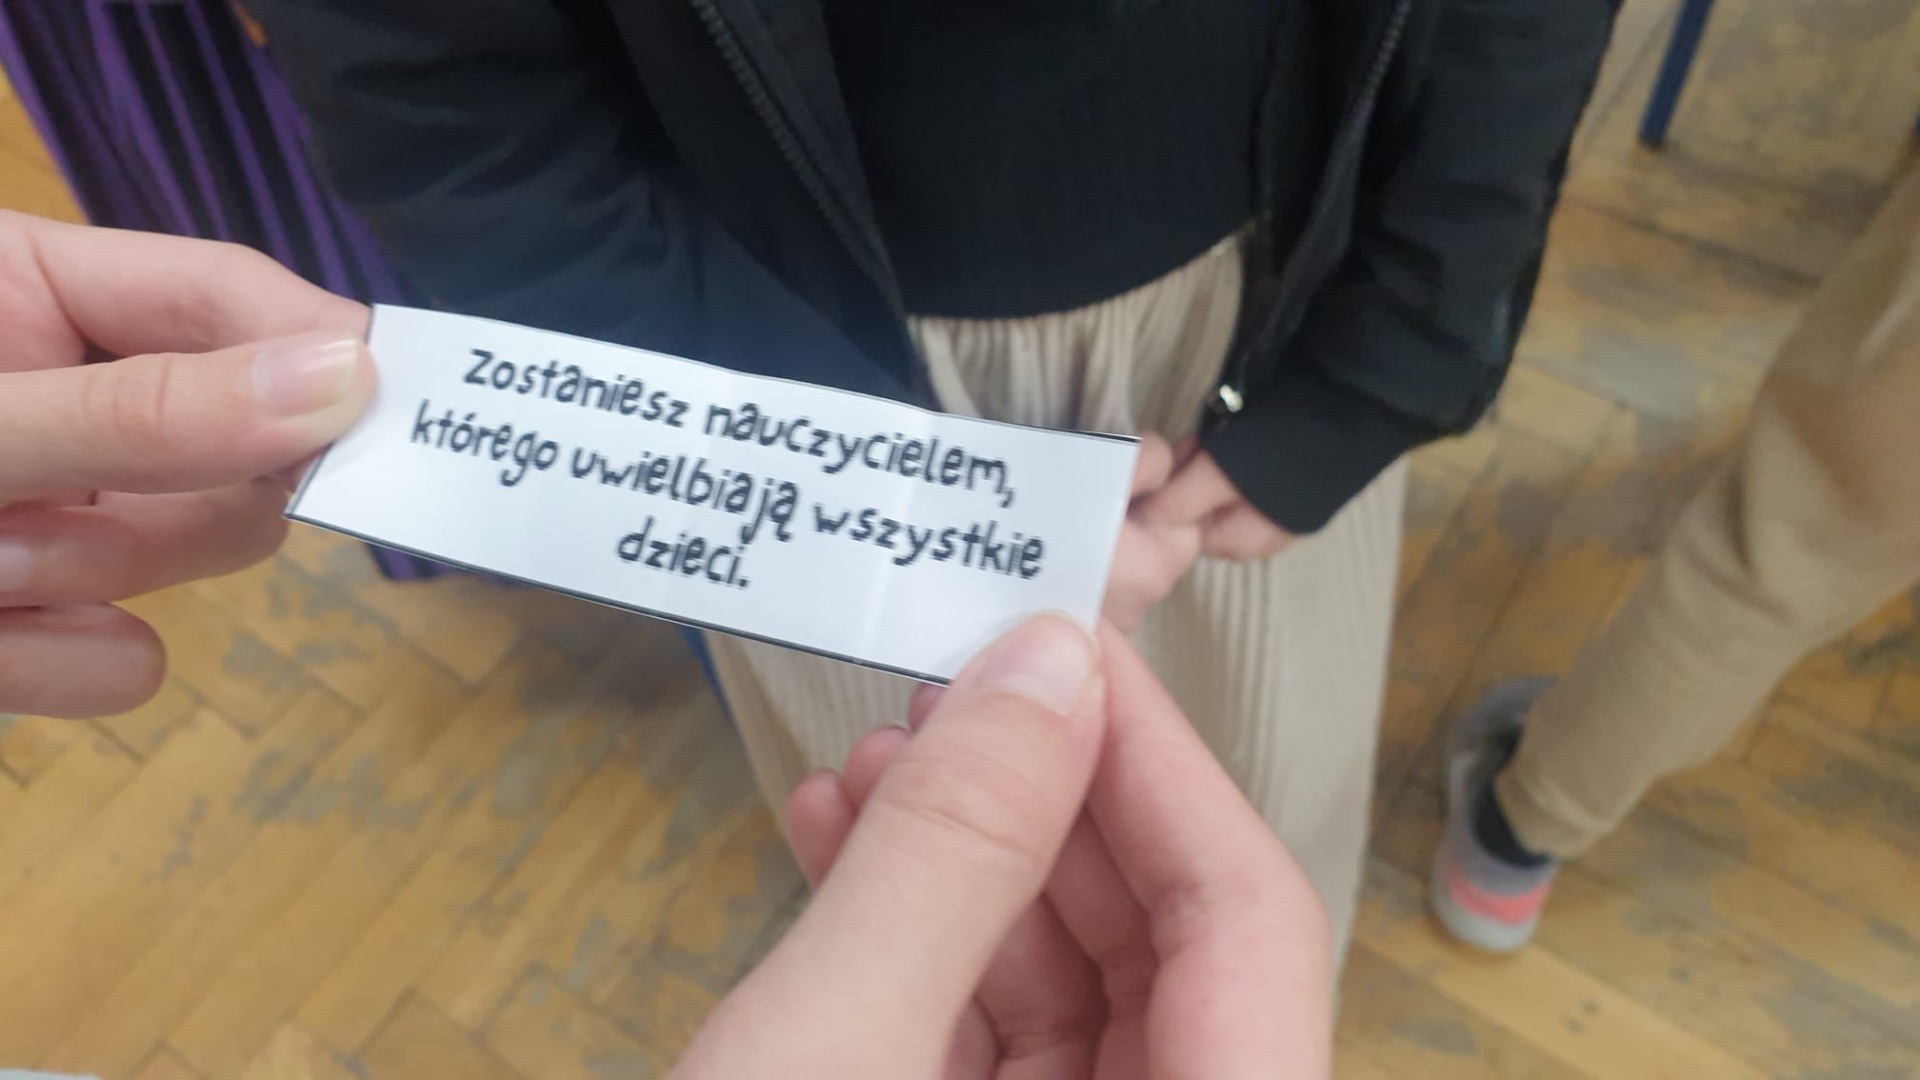 Zostaniesz nauczycielem,
którego uwielbiają wszystkie
dzieci.